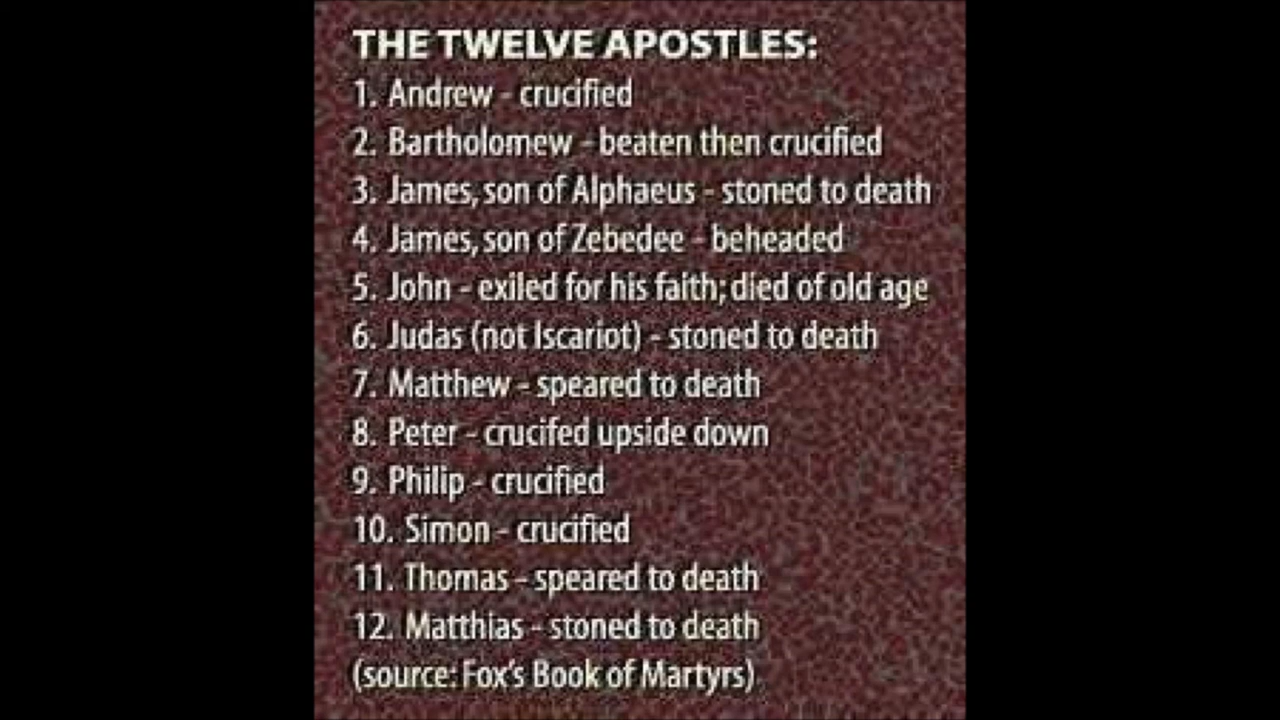 THE TWELVE APOSTLES:
1. Andrew - crucified
2. Bartholomew - beaten then crucified
3. James, son of Alphaeus - stoned to death
4. James, son of Zebedee - beheaded
5. John - exiled for his faith; died of old age
6. Judas (not Iscariot) - stoned to death
7. Matthew - speared to death
8. Peter - crucifed upside down
9. Philip - crucified
10. Simon - crucified
11. Thomas - speared to death
12. Matthias - stoned to death
(source: Fox's Book of Martyrs)